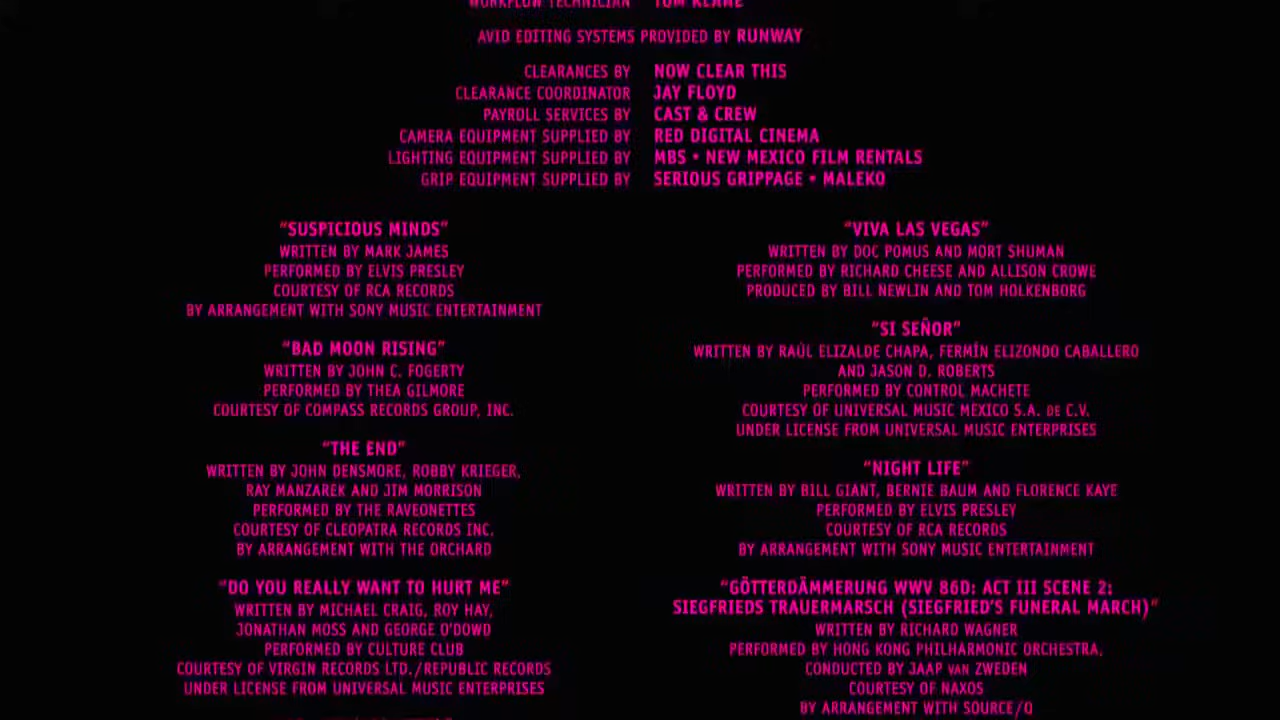 WORKFLOW TECHNICIAN TOM KEANE
AVID EDITING SYSTEMS PROVIDED BY RUNWAY
CLEARANCES BY NOW CLEAR THIS
CLEARANCE COORDINATOR JAY FLOYD
PAYROLL SERVICES BY CAST & CREW
CAMERA EQUIPMENT SUPPLIED BY RED DIGITAL CINEMA
LIGHTING EQUIPMENT SUPPLIED BY MBS • NEW MEXICO FILM RENTALS
GRIP EQUIPMENT SUPPLIED BY SERIOUS GRIPPAGE • MALEKO
“SUSPICIOUS MINDS”
WRITTEN BY MARK JAMES
PERFORMED BY ELVIS PRESLEY
COURTESY OF RCA RECORDS
BY ARRANGEMENT WITH SONY MUSIC ENTERTAINMENT
“BAD MOON RISING”
WRITTEN BY JOHN C. FOGERTY
PERFORMED BY THEA GILMORE
COURTESY OF COMPASS RECORDS GROUP, INC.
“THE END”
WRITTEN BY JOHN DENSMORE, ROBBY KRIEGER,
RAY MANZAREK AND JIM MORRISON
PERFORMED BY THE RAVEONETTES
COURTESY OF CLEOPATRA RECORDS INC.
BY ARRANGEMENT WITH THE ORCHARD
“DO YOU REALLY WANT TO HURT ME”
WRITTEN BY MICHAEL CRAIG, ROY HAY,
JONATHAN MOSS AND GEORGE O'DOWD
PERFORMED BY CULTURE CLUB
COURTESY OF VIRGIN RECORDS LTD./REPUBLIC RECORDS
UNDER LICENSE FROM UNIVERSAL MUSIC ENTERPRISES
“VIVA LAS VEGAS”
WRITTEN BY DOC POMUS AND MORT SHUMAN
PERFORMED BY RICHARD CHEESE AND ALLISON CROWE
PRODUCED BY BILL NEWLIN AND TOM HOLKENBORG
“SI SEÑOR”
WRITTEN BY RAÚL ELIZALDE CHAPA, FERMÍN ELIZONDO CABALLERO
AND JASON D. ROBERTS
PERFORMED BY CONTROL MACHETE
COURTESY OF UNIVERSAL MUSIC MEXICO S.A. DE C.V.
UNDER LICENSE FROM UNIVERSAL MUSIC ENTERPRISES
“NIGHT LIFE”
WRITTEN BY BILL GIANT, BERNIE BAUM AND FLORENCE KAYE
PERFORMED BY ELVIS PRESLEY
COURTESY OF RCA RECORDS
BY ARRANGEMENT WITH SONY MUSIC ENTERTAINMENT
“GÖTTERDÄMMERUNG WWV 86D: ACT III SCENE 2:
SIEGFRIEDS TRAUERMARSCH (SIEGFRIED'S FUNERAL MARCH)”
WRITTEN BY RICHARD WAGNER
PERFORMED BY HONG KONG PHILHARMONIC ORCHESTRA,
CONDUCTED BY JAAP VAN ZWEDEN
COURTESY OF NAXOS
BY ARRANGEMENT WITH SOURCE/Q